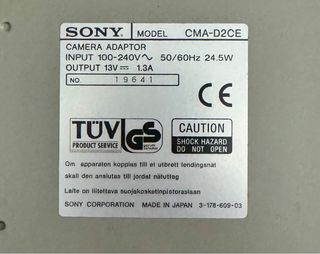 SONY MODEL CMA-D2CE
CAMERA ADAPTOR
INPUT 100-240V∿ 50/60Hz 24.5W
OUTPUT 13V⎓ 1.3A
NO. 19641
CE
TÜV
PRODUCT SERVICE
GS
CAUTION
SHOCK HAZARD
DO NOT OPEN
Om apparaten kopplas till et utbrett lendingsnät
skall den anslutas till jordat nätuttag
Laite on liitettava suojakosketinpistorasiaan
SONY CORPORATION MADE IN JAPAN 3-178-609-03